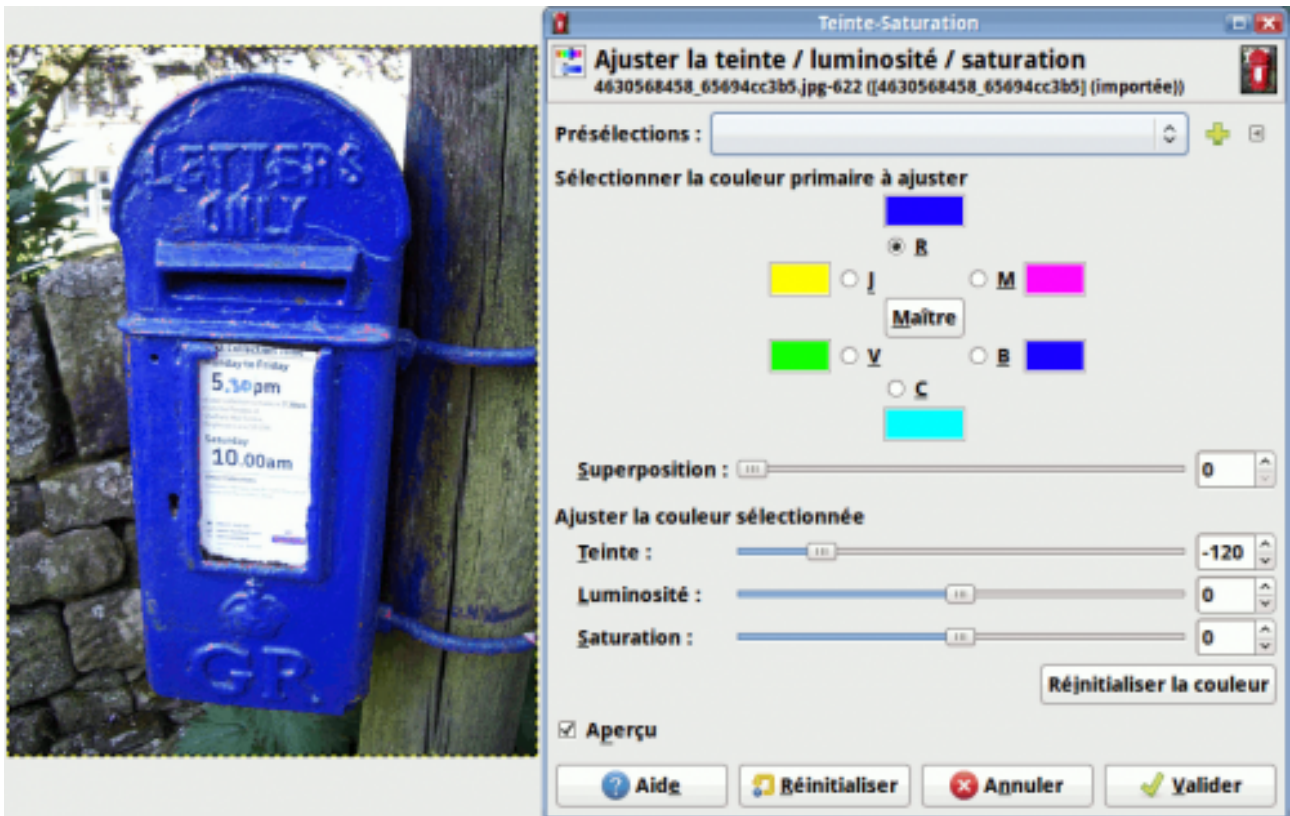 LETTERS
ONLY
Collection Times
Monday to Friday
5.30pm
Saturday
10.00am
GR
Teinte-Saturation
Ajuster la teinte / luminosité / saturation
4630568458_65694cc3b5.jpg-622 ([4630568458_65694cc3b5] (importée))
Présélections :
Sélectionner la couleur primaire à ajuster
R
J M
Maître
V B
C
Superposition : 0
Ajuster la couleur sélectionnée
Teinte : -120
Luminosité : 0
Saturation : 0
Réinitialiser la couleur
Aperçu
Aide Réinitialiser Annuler Valider